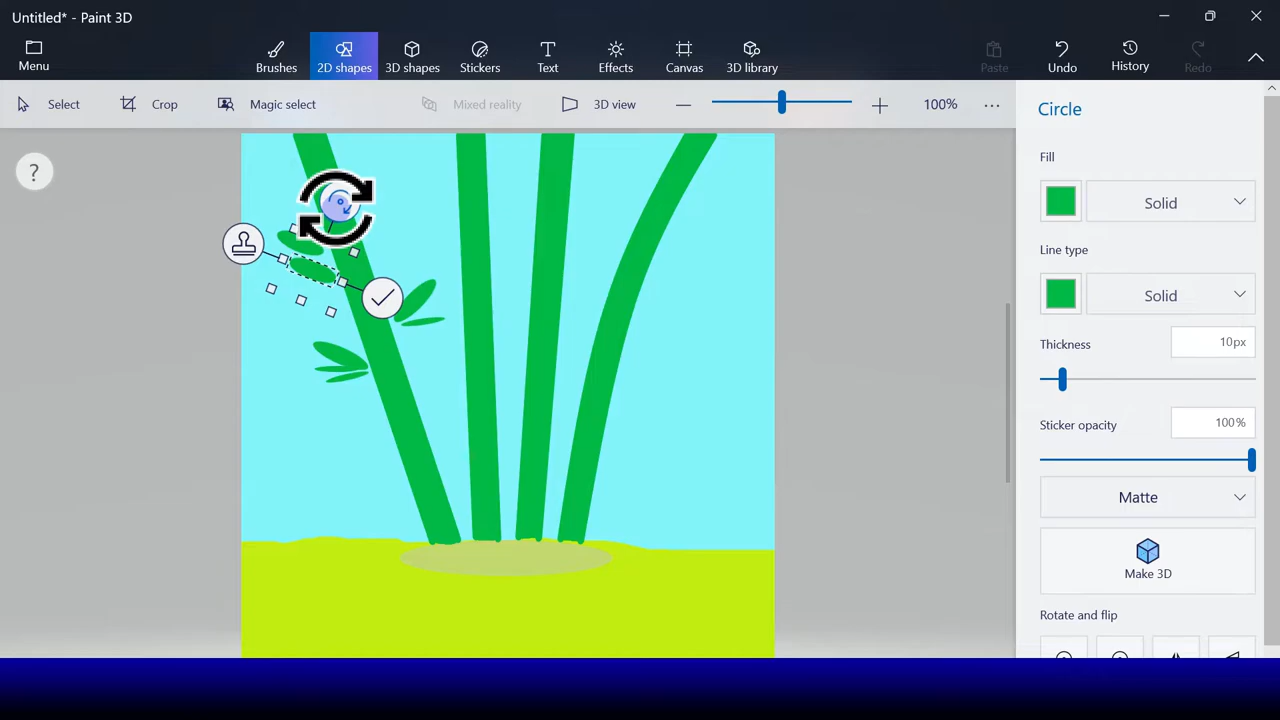 Untitled* - Paint 3D
Menu
Brushes
2D shapes
3D shapes
Stickers
Text
Effects
Canvas
3D library
Paste
Undo
History
Redo
Select
Crop
Magic select
Mixed reality
3D view
100%
Circle
?
Fill
Solid
Line type
Solid
Thickness
10px
Sticker opacity
100%
Matte
Make 3D
Rotate and flip